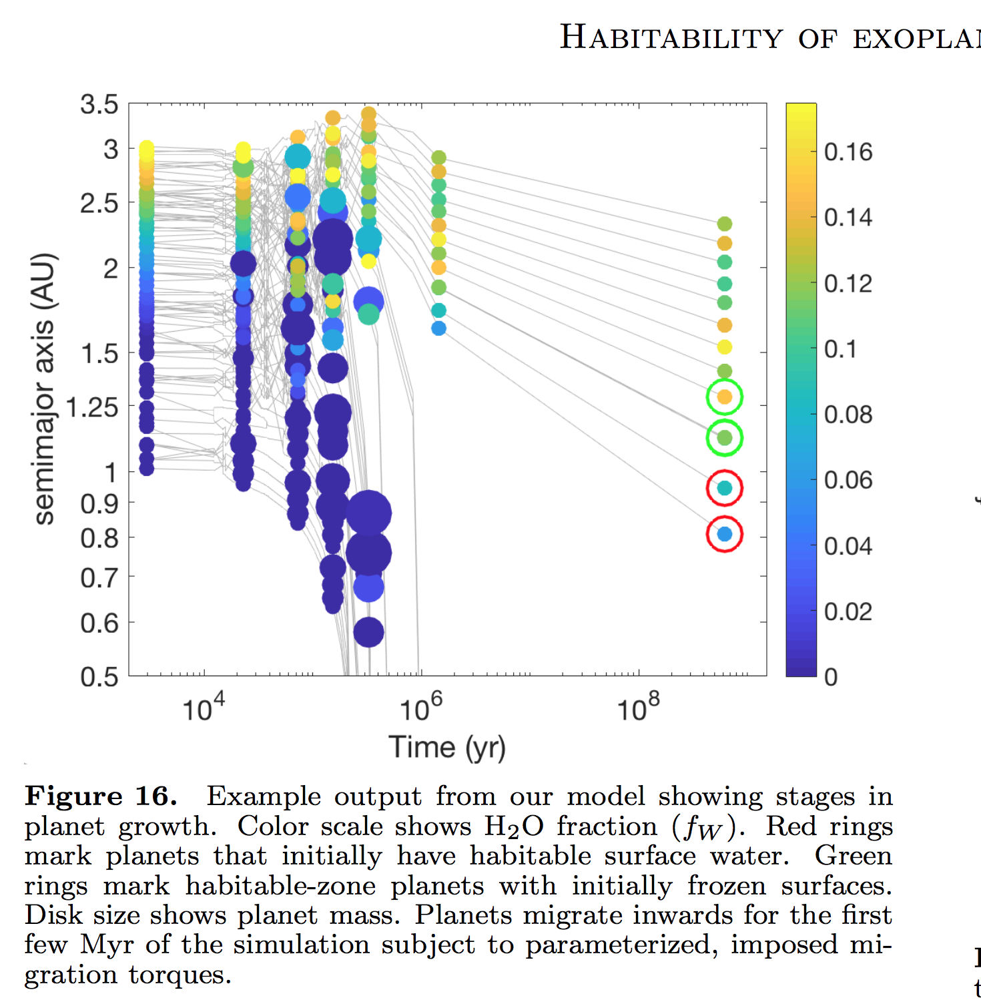 HABITABILITY OF EXOPLAN
3.5
3
2.5
2
1.5
1.25
1
0.9
0.8
0.7
0.6
0.5
semimajor axis (AU)
10^4 10^6 10^8
Time (yr)
0.16
0.14
0.12
0.1
0.08
0.06
0.04
0.02
0
Figure 16. Example output from our model showing stages in
planet growth. Color scale shows H₂O fraction (f_W). Red rings
mark planets that initially have habitable surface water. Green
rings mark habitable-zone planets with initially frozen surfaces.
Disk size shows planet mass. Planets migrate inwards for the first
few Myr of the simulation subject to parameterized, imposed mi-
gration torques.